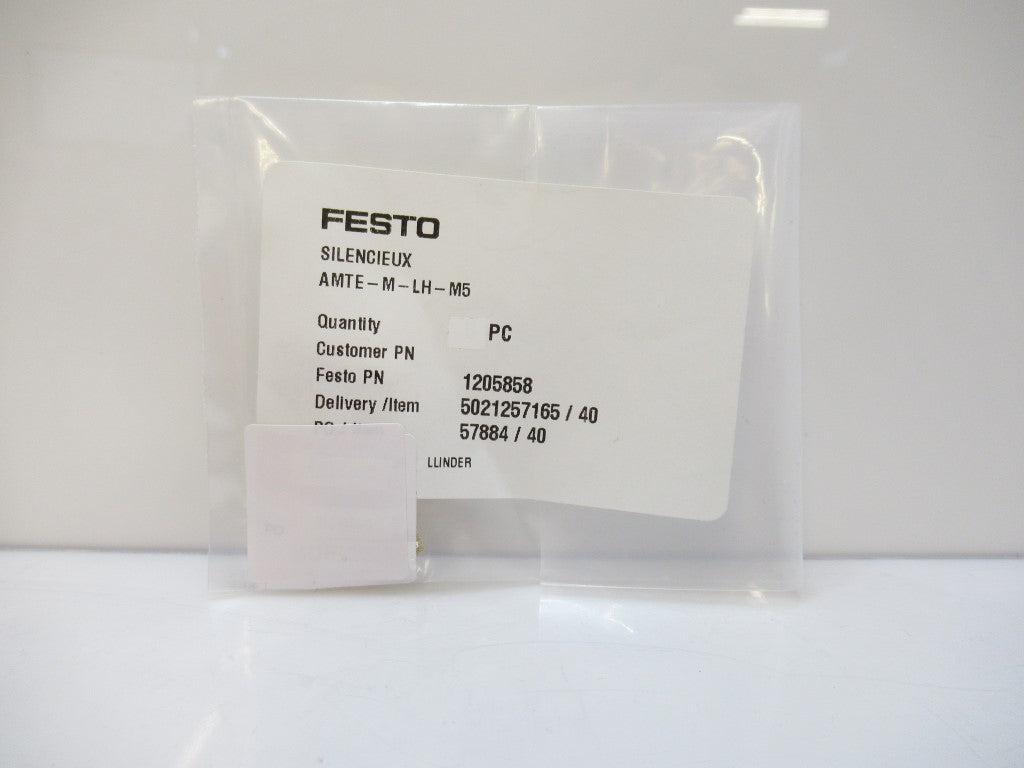 FESTO
SILENCIEUX
AMTE-M-LH-M5
Quantity PC
Customer PN
Festo PN 1205858
Delivery /Item 5021257165 / 40
57884 / 40
LLINDER